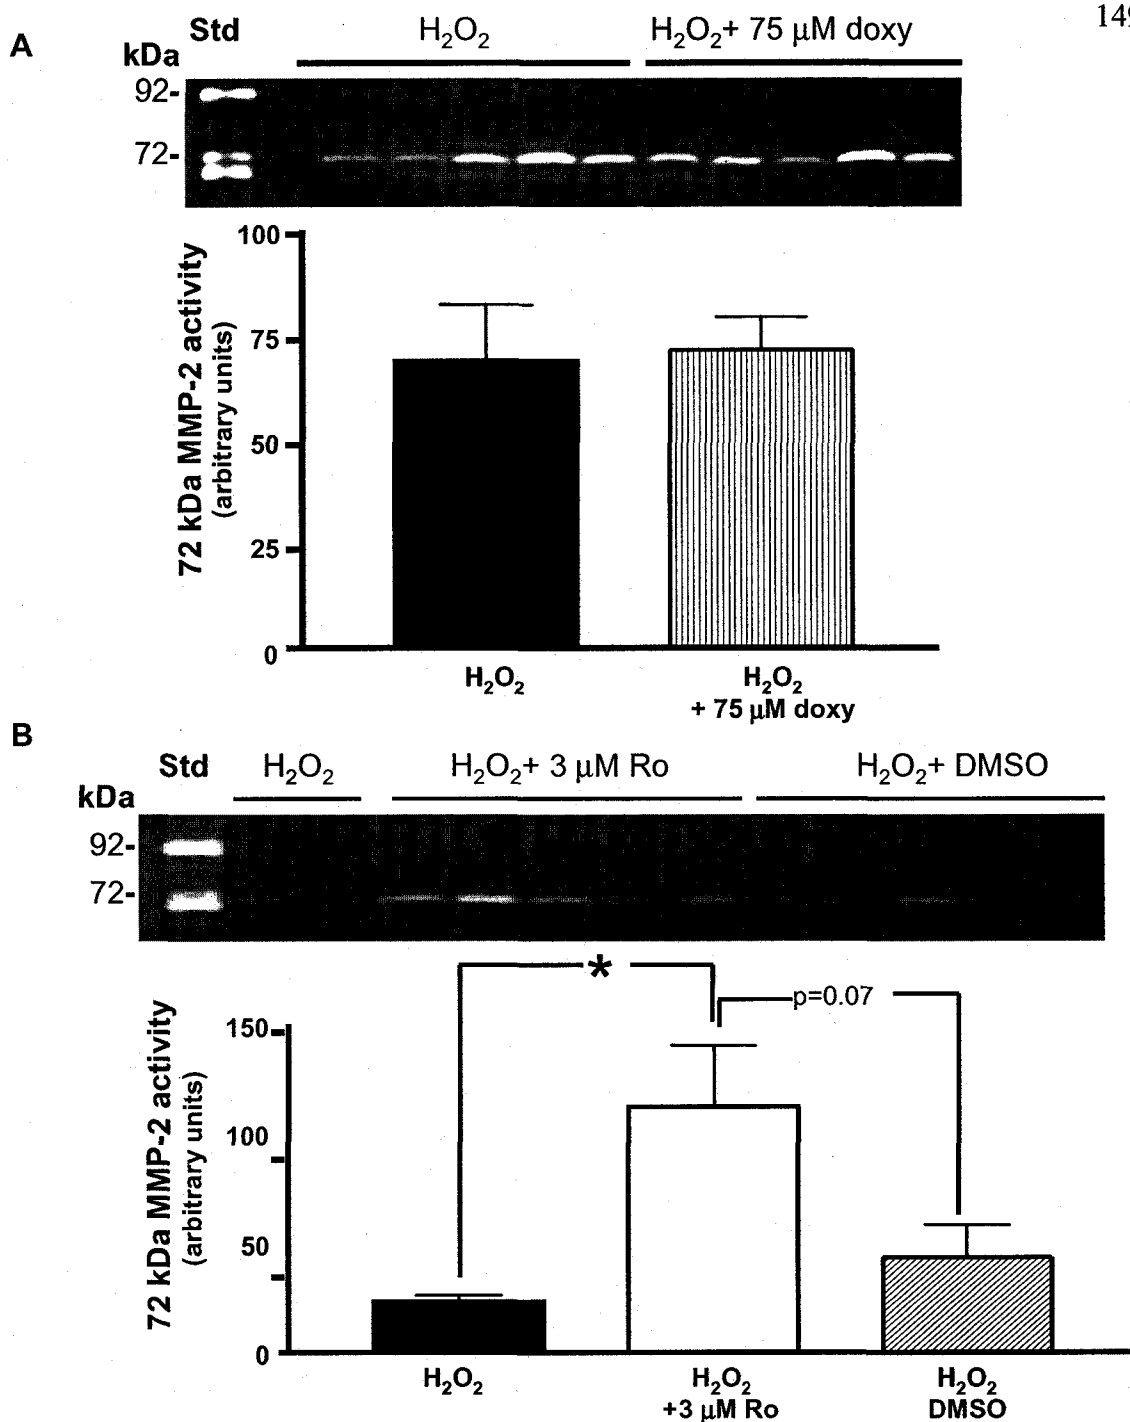 149
A
Std H₂O₂ H₂O₂+ 75 μM doxy
kDa
92-
72-
100
75
50
25
0
72 kDa MMP-2 activity
(arbitrary units)
H₂O₂ H₂O₂
+ 75 μM doxy
B
Std H₂O₂ H₂O₂+ 3 μM Ro H₂O₂+ DMSO
kDa
92-
72-
*
p=0.07
150
100
50
0
72 kDa MMP-2 activity
(arbitrary units)
H₂O₂ H₂O₂ H₂O₂
+3 μM Ro DMSO